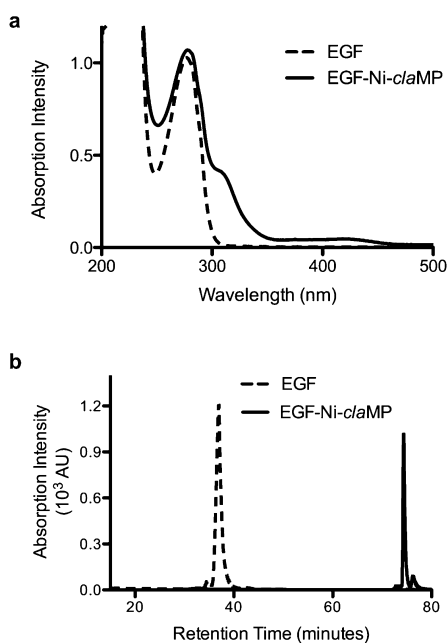 a
EGF
EGF-Ni-claMP
Absorption Intensity
1.0
0.5
0.0
200
300
400
500
Wavelength (nm)
b
EGF
EGF-Ni-claMP
Absorption Intensity
(10³ AU)
1.2
0.9
0.6
0.3
0.0
20
40
60
80
Retention Time (minutes)